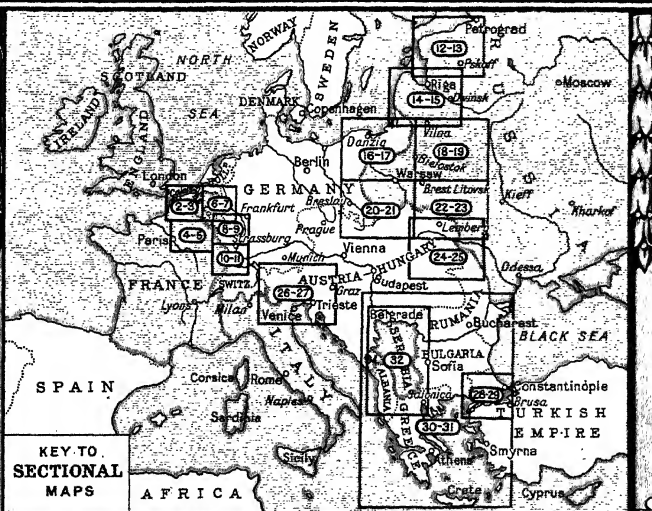 NORWAY
SWEDEN
Petrograd
12-13
Pskoff
NORTH
SEA
SCOTLAND
IRELAND
ENGLAND
DENMARK
Copenhagen
Riga
14-15
Dwinsk
Moscow
RUSSIA
London
Berlin
GERMANY
Danzig
16-17
Vilna
18-19
Bielostok
Warsaw
2-3
6-7
Frankfurt
Breslau
20-21
Brest Litovsk
22-23
Kieff
Kharkof
Paris
4-5
8-9
Strassburg
Prague
Lemberg
10-11
Munich
Vienna
24-25
Odessa
FRANCE
SWITZ.
Lyons
Milan
AUSTRIA
HUNGARY
26-27
Graz
Budapest
Trieste
Venice
RUMANIA
Belgrade
Bucharest
BLACK SEA
SERBIA
32
BULGARIA
Sofia
SPAIN
Corsica
Rome
ITALY
ALBANIA
Salonica
28-29
Constantinople
Brusa
Sardinia
Naples
GREECE
30-31
TURKISH
EMPIRE
Smyrna
Athens
Sicily
Crete
Cyprus
AFRICA
KEY TO
SECTIONAL
MAPS